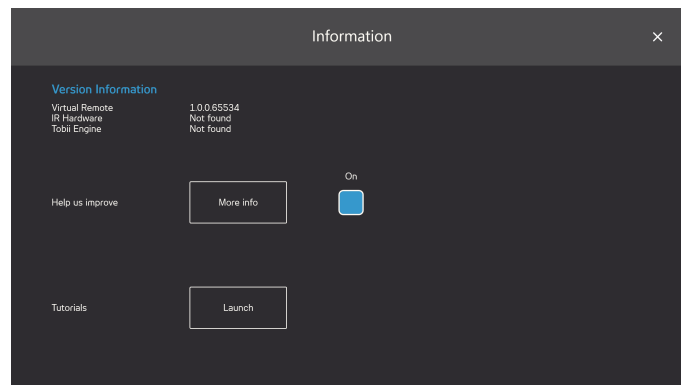 Information
Version Information
Virtual Remote 1.0.0.65534
IR Hardware Not found
Tobii Engine Not found
On
Help us improve More info
Tutorials Launch